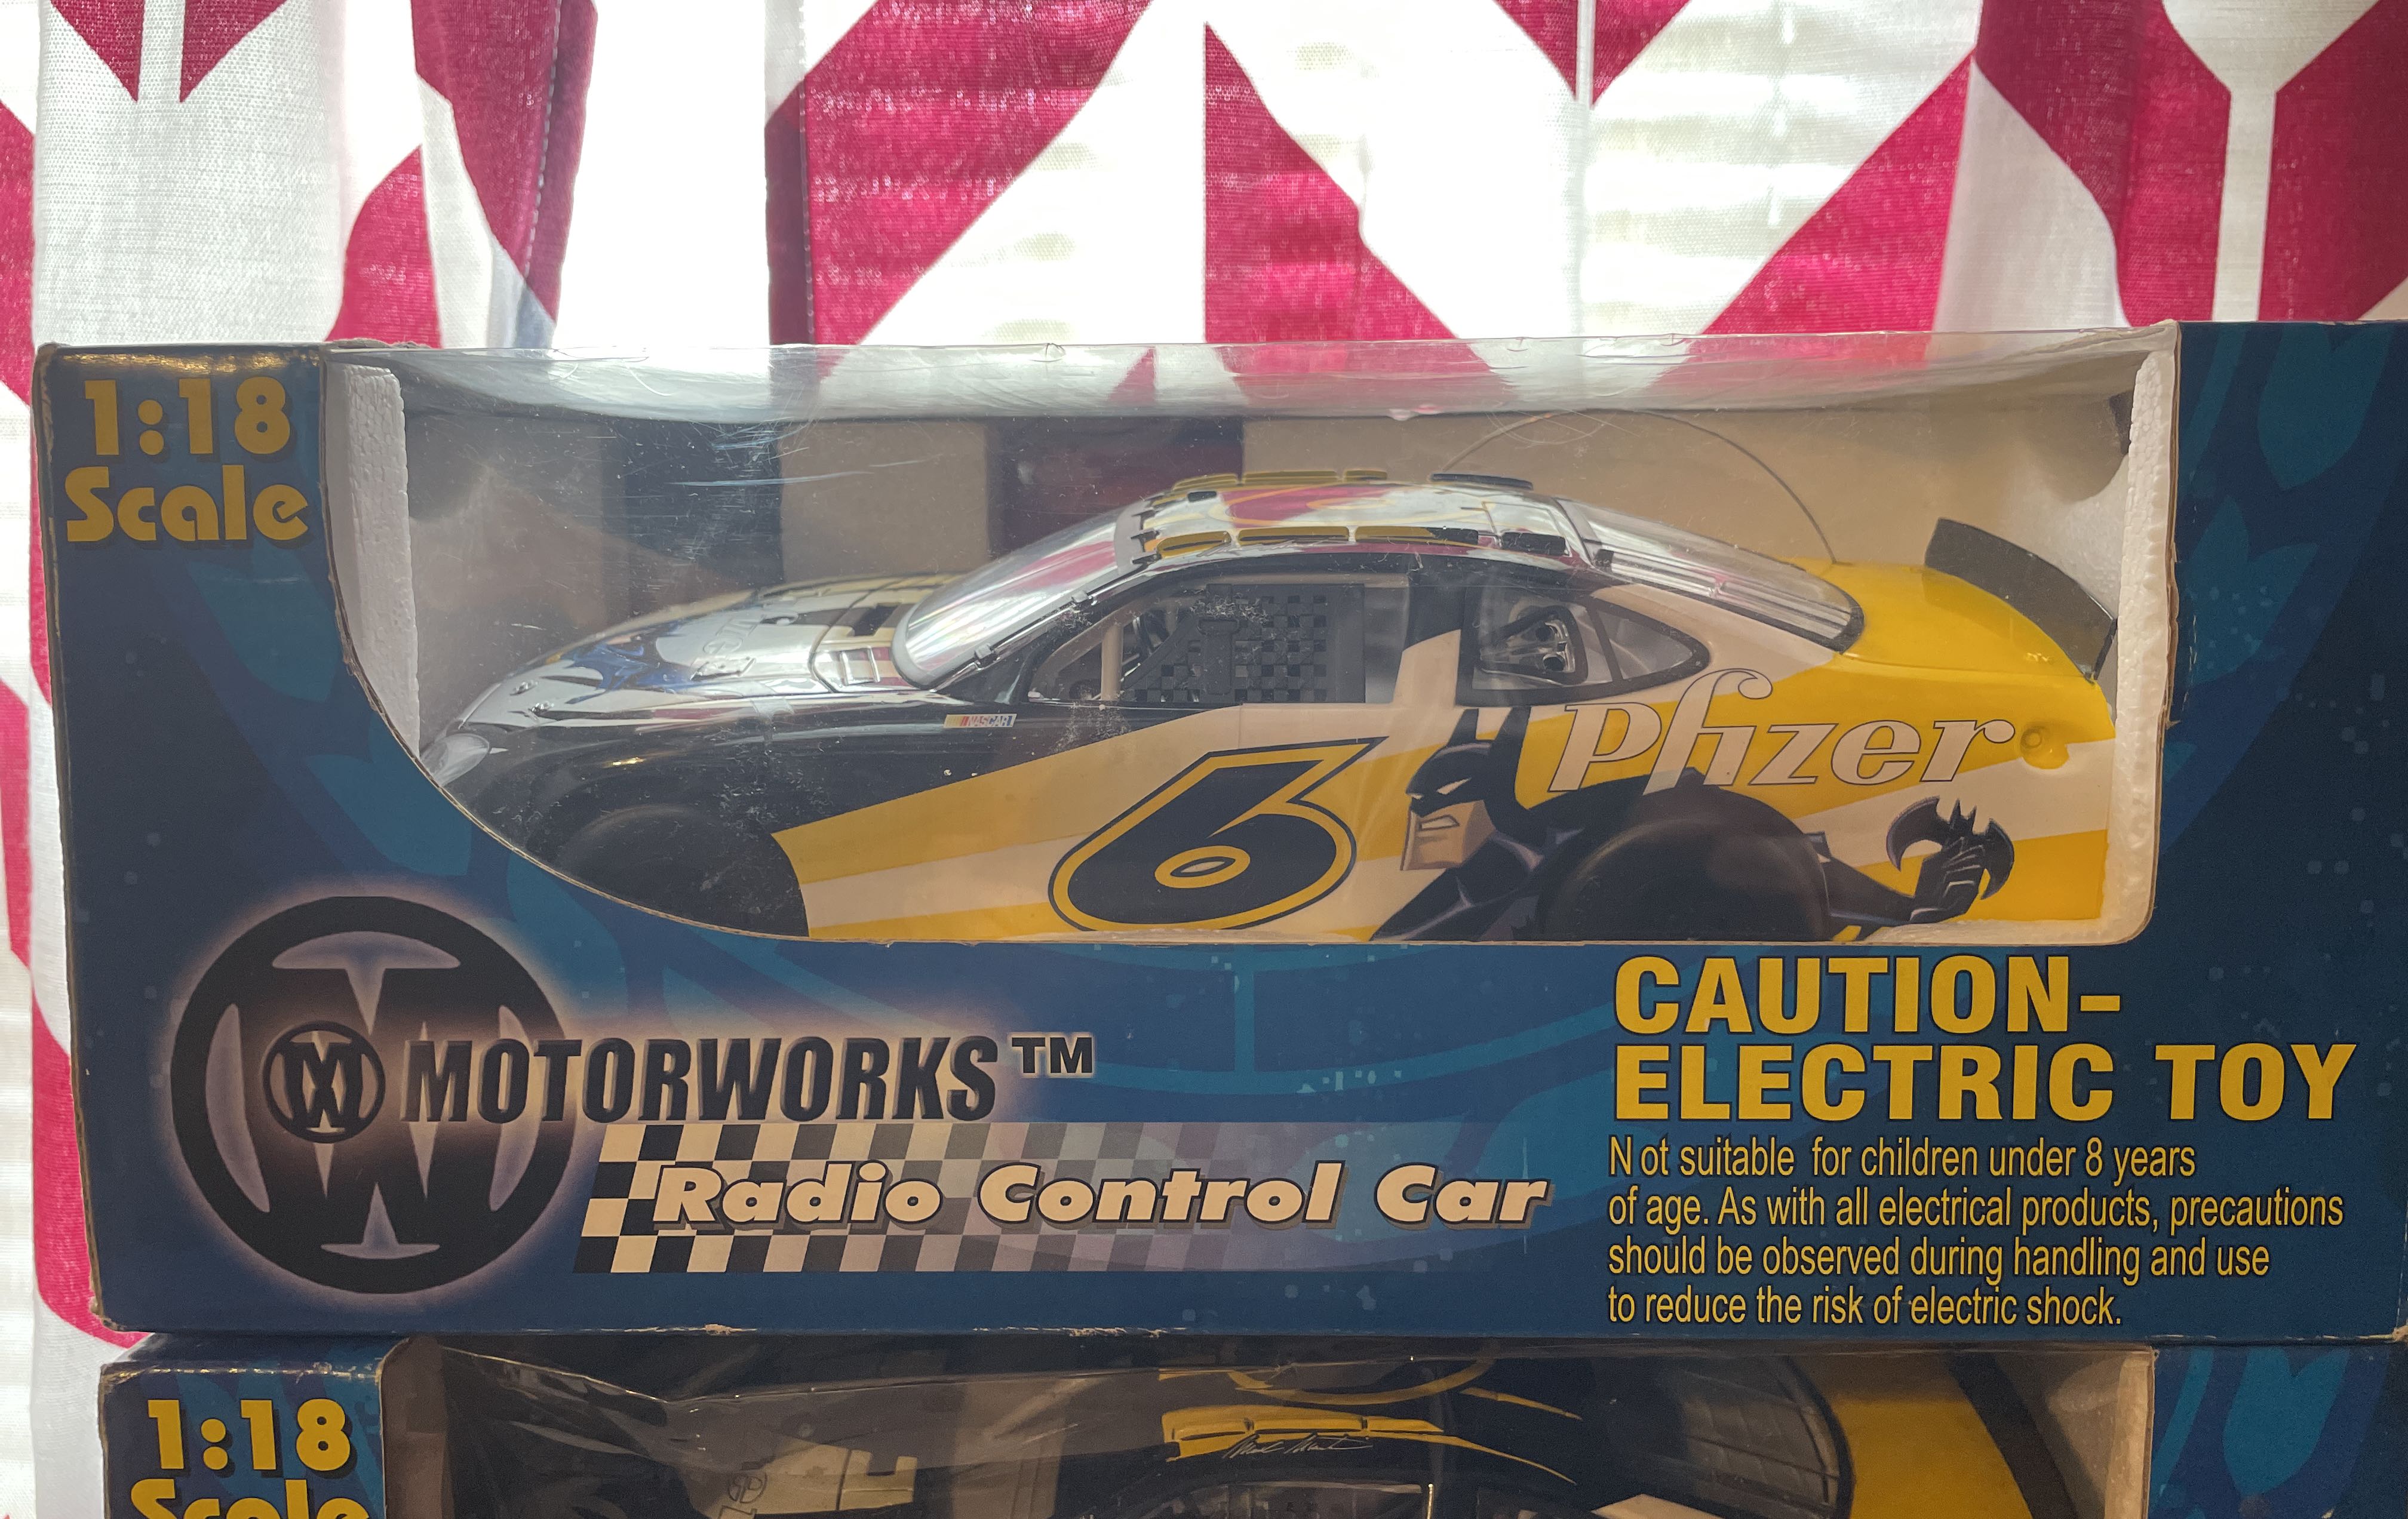 1:18
Scale
NASCAR
6
Pfizer
MOTORWORKS™
Radio Control Car
CAUTION-
ELECTRIC TOY
Not suitable for children under 8 years
of age. As with all electrical products, precautions
should be observed during handling and use
to reduce the risk of electric shock.
1:18
Scale